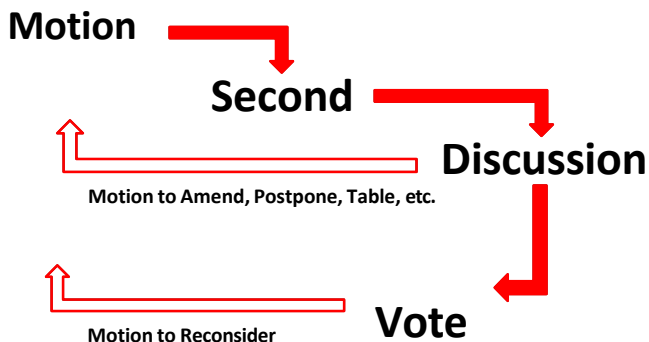 Motion
Second
Discussion
Motion to Amend, Postpone, Table, etc.
Vote
Motion to Reconsider